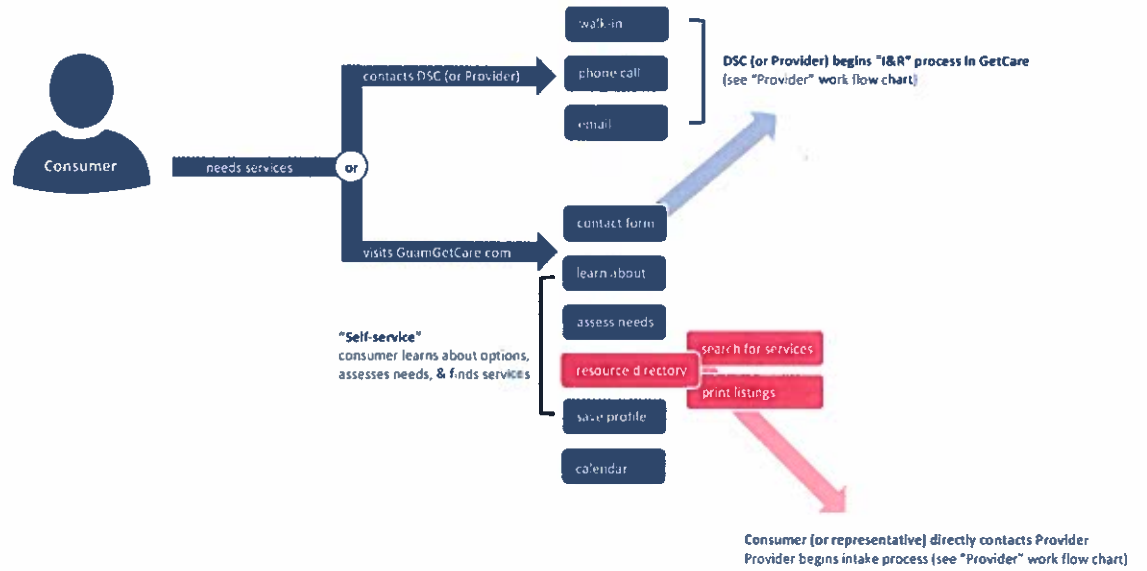 Consumer
needs services
or
contacts DSC (or Provider)
walk-in
phone call
email
DSC (or Provider) begins "I&R" process in GetCare
(see "Provider" work flow chart)
visits GuamGetCare com
contact form
learn about
assess needs
resource directory
save profile
calendar
"Self-service"
consumer learns about options,
assesses needs, & finds services
search for services
print listings
Consumer (or representative) directly contacts Provider
Provider begins intake process (see "Provider" work flow chart)